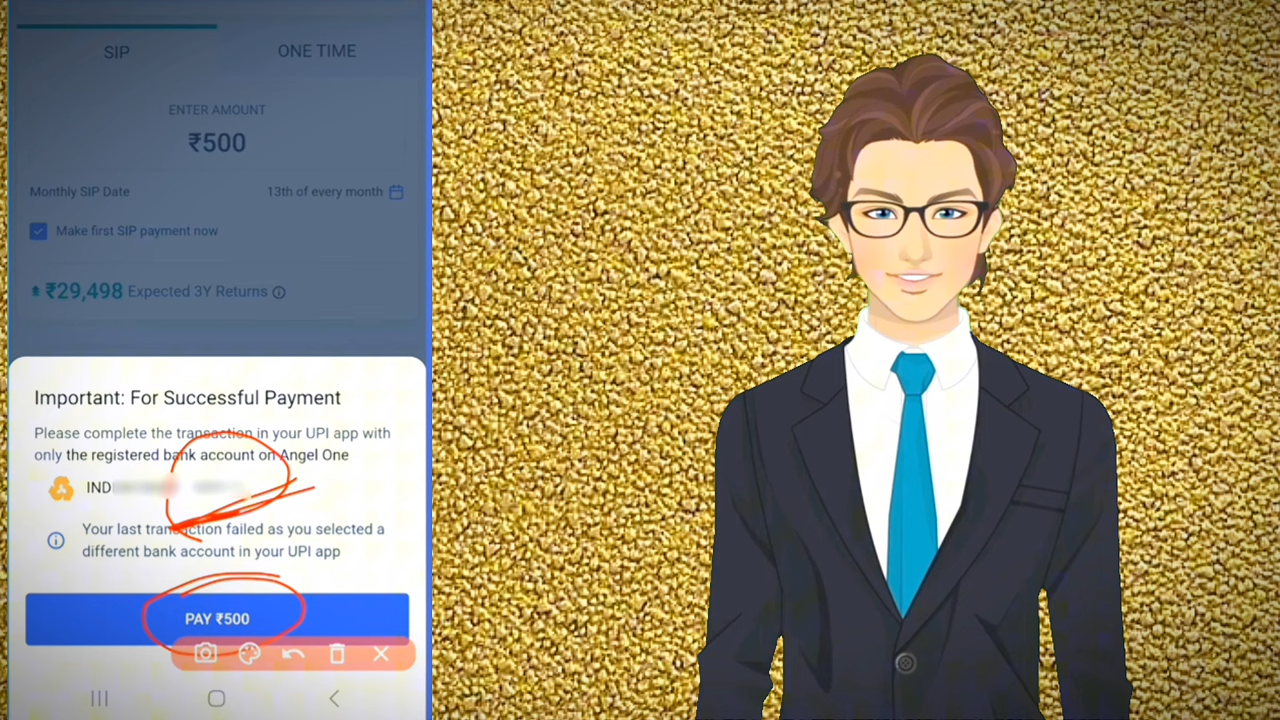 SIP
ONE TIME
ENTER AMOUNT
₹500
Monthly SIP Date
13th of every month
Make first SIP payment now
₹29,498 Expected 3Y Returns
Important: For Successful Payment
Please complete the transaction in your UPI app with
only the registered bank account on Angel One
IND
Your last transaction failed as you selected a
different bank account in your UPI app
PAY ₹500